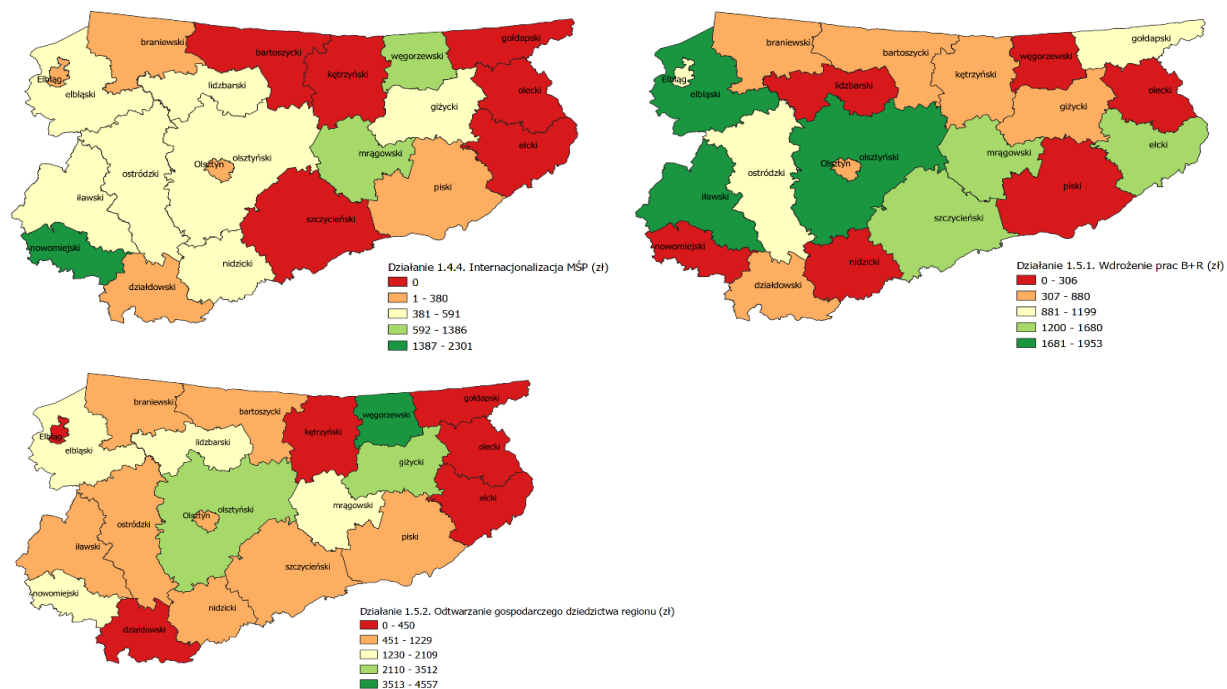 braniewski
bartoszycki
kętrzyński
węgorzewski
gołdapski
Elbląg
elbląski
lidzbarski
giżycki
olecki
ełcki
ostródzki
Olsztyn
olsztyński
mrągowski
piski
iławski
szczycieński
nowomiejski
nidzicki
działdowski
Działanie 1.4.4. Internacjonalizacja MŚP (zł)
0
1 - 380
381 - 591
592 - 1386
1387 - 2301
braniewski
bartoszycki
kętrzyński
węgorzewski
gołdapski
Elbląg
elbląski
lidzbarski
giżycki
olecki
ełcki
ostródzki
Olsztyn
olsztyński
mrągowski
piski
iławski
szczycieński
nowomiejski
nidzicki
działdowski
Działanie 1.5.1. Wdrożenie prac B+R (zł)
0 - 306
307 - 880
881 - 1199
1200 - 1680
1681 - 1953
braniewski
bartoszycki
kętrzyński
węgorzewski
gołdapski
Elbląg
elbląski
lidzbarski
giżycki
olecki
ełcki
ostródzki
Olsztyn
olsztyński
mrągowski
piski
iławski
szczycieński
nowomiejski
nidzicki
działdowski
Działanie 1.5.2. Odtwarzanie gospodarczego dziedzictwa regionu (zł)
0 - 450
451 - 1229
1230 - 2109
2110 - 3512
3513 - 4557